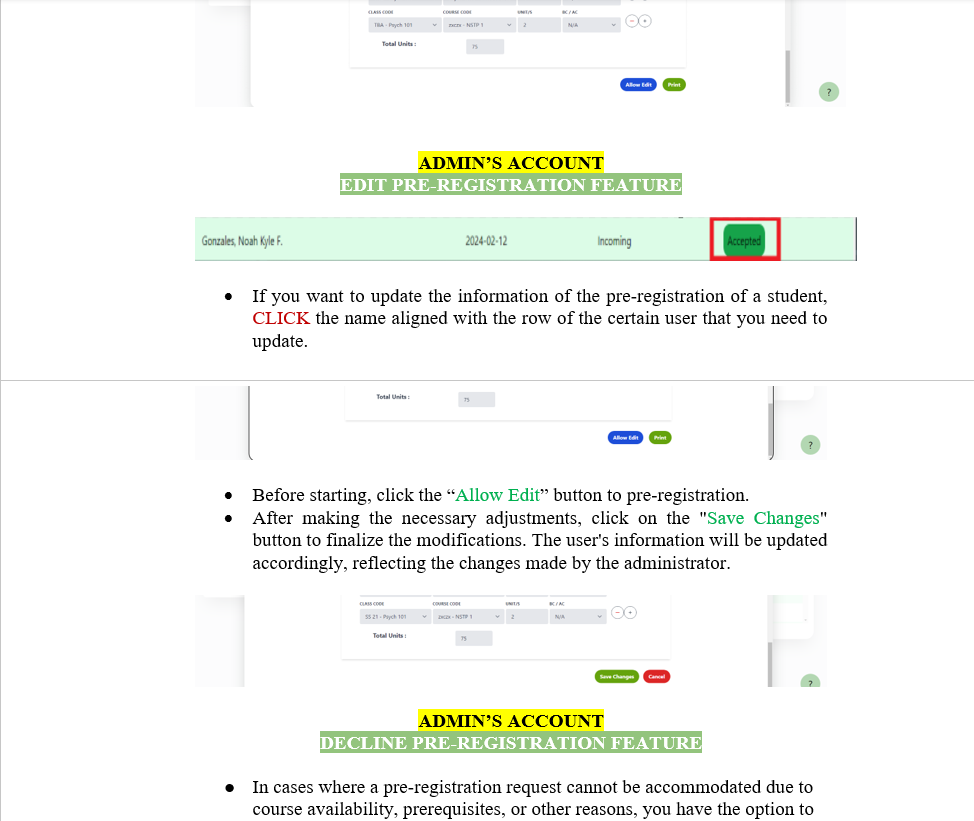 CLASS CODE COURSE CODE UNIT/S BC / AC
TBA - Psych 101 zxczx - NSTP 1 2 N/A
Total Units : 75
Allow Edit Print
?
ADMIN’S ACCOUNT
EDIT PRE-REGISTRATION FEATURE
Gonzales, Noah Kyle F. 2024-02-12 Incoming Accepted
● If you want to update the information of the pre-registration of a student,
CLICK the name aligned with the row of the certain user that you need to
update.
Total Units : 75
Allow Edit Print
?
● Before starting, click the “Allow Edit” button to pre-registration.
● After making the necessary adjustments, click on the "Save Changes"
button to finalize the modifications. The user's information will be updated
accordingly, reflecting the changes made by the administrator.
CLASS CODE COURSE CODE UNIT/S BC / AC
SS 21 - Psych 101 zxczx - NSTP 1 2 N/A
Total Units : 75
Save Changes Cancel
?
ADMIN’S ACCOUNT
DECLINE PRE-REGISTRATION FEATURE
● In cases where a pre-registration request cannot be accommodated due to
course availability, prerequisites, or other reasons, you have the option to